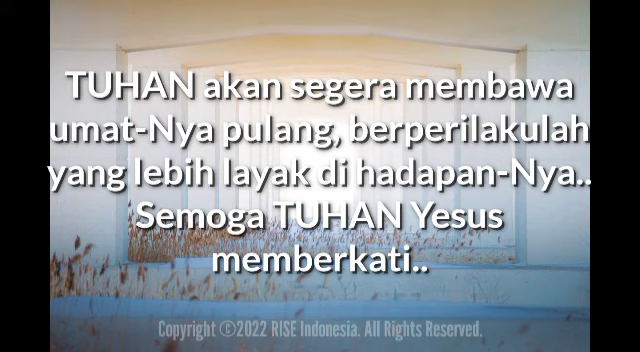 TUHAN akan segera membawa
umat-Nya pulang, berperilakulah
yang lebih layak di hadapan-Nya..
Semoga TUHAN Yesus
memberkati..
Copyright ©2022 RISE Indonesia. All Rights Reserved.